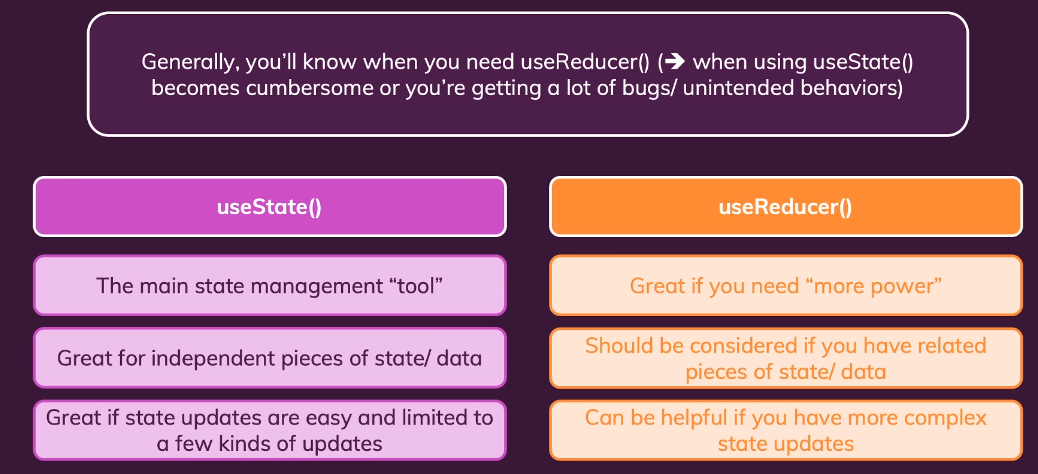 Generally, you’ll know when you need useReducer() (➔ when using useState()
becomes cumbersome or you’re getting a lot of bugs/ unintended behaviors)
useState()
The main state management “tool”
Great for independent pieces of state/ data
Great if state updates are easy and limited to
a few kinds of updates
useReducer()
Great if you need “more power”
Should be considered if you have related
pieces of state/ data
Can be helpful if you have more complex
state updates